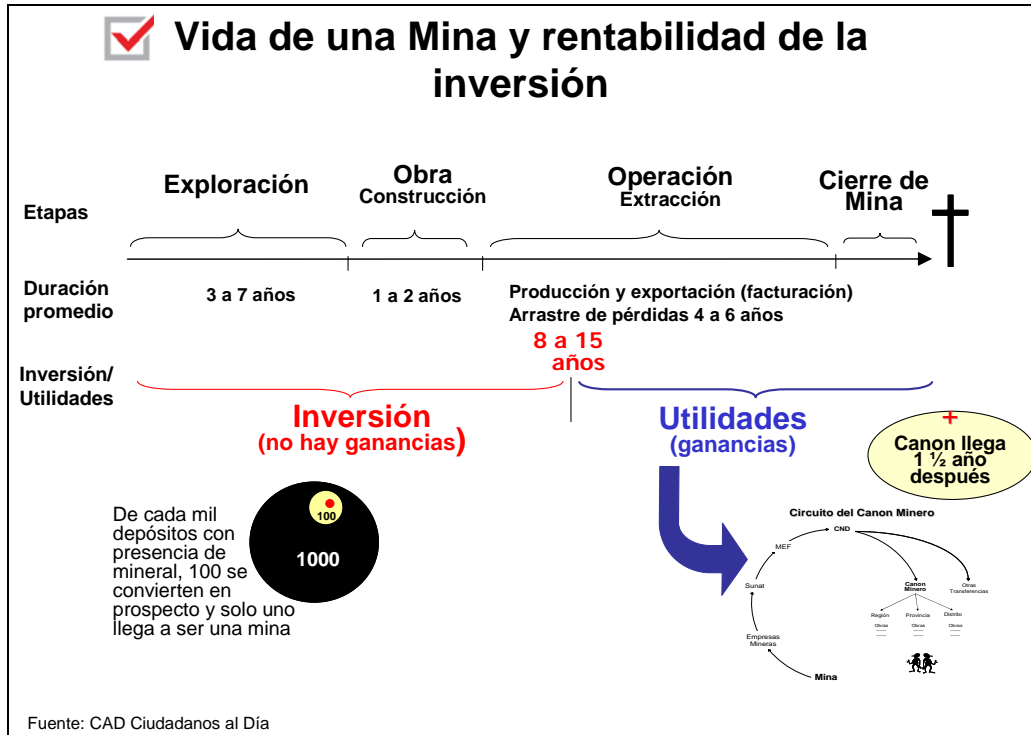 Vida de una Mina y rentabilidad de la
inversión
Etapas
Exploración
Obra
Construcción
Operación
Extracción
Cierre de
Mina
Duración
promedio
3 a 7 años
1 a 2 años
Producción y exportación (facturación)
Arrastre de pérdidas 4 a 6 años
8 a 15
años
Inversión/
Utilidades
Inversión
(no hay ganancias)
Utilidades
(ganancias)
+
Canon llega
1 ½ año
después
De cada mil
depósitos con
presencia de
mineral, 100 se
convierten en
prospecto y solo uno
llega a ser una mina
100
1000
Circuito del Canon Minero
CND
MEF
Sunat
Empresas
Mineras
Mina
Canon
Minero
Otras
Transferencias
Región
Provincia
Distrito
Obras
Obras
Obras
Fuente: CAD Ciudadanos al Día